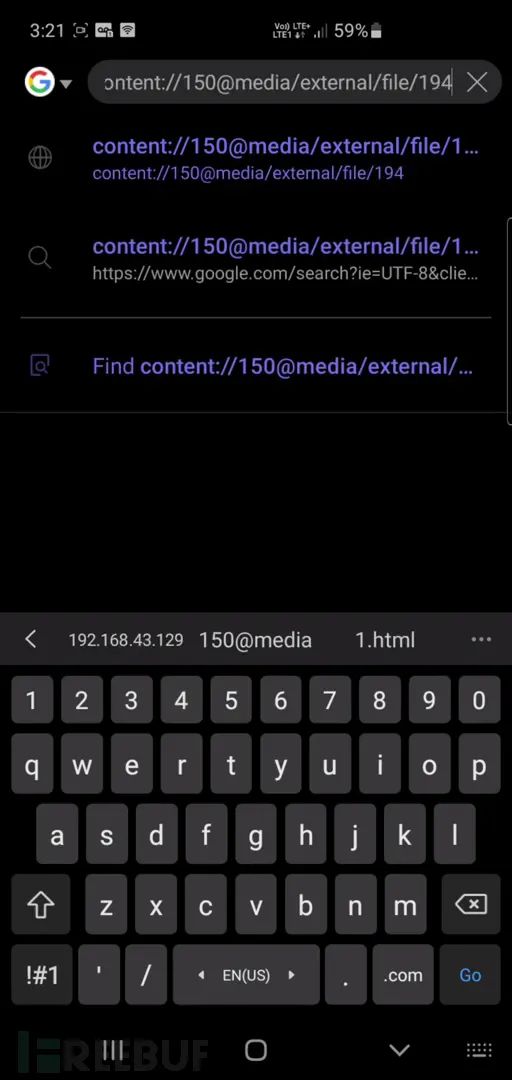 3:21 Vo)) LTE+ LTE1 59%
ontent://150@media/external/file/194
content://150@media/external/file/1...
content://150@media/external/file/194
content://150@media/external/file/1...
https://www.google.com/search?ie=UTF-8&clie...
Find content://150@media/external/...
192.168.43.129 150@media 1.html
1 2 3 4 5 6 7 8 9 0
q w e r t y u i o p
a s d f g h j k l
z x c v b n m
!#1 ' / EN(US) . .com Go
FREEBUF